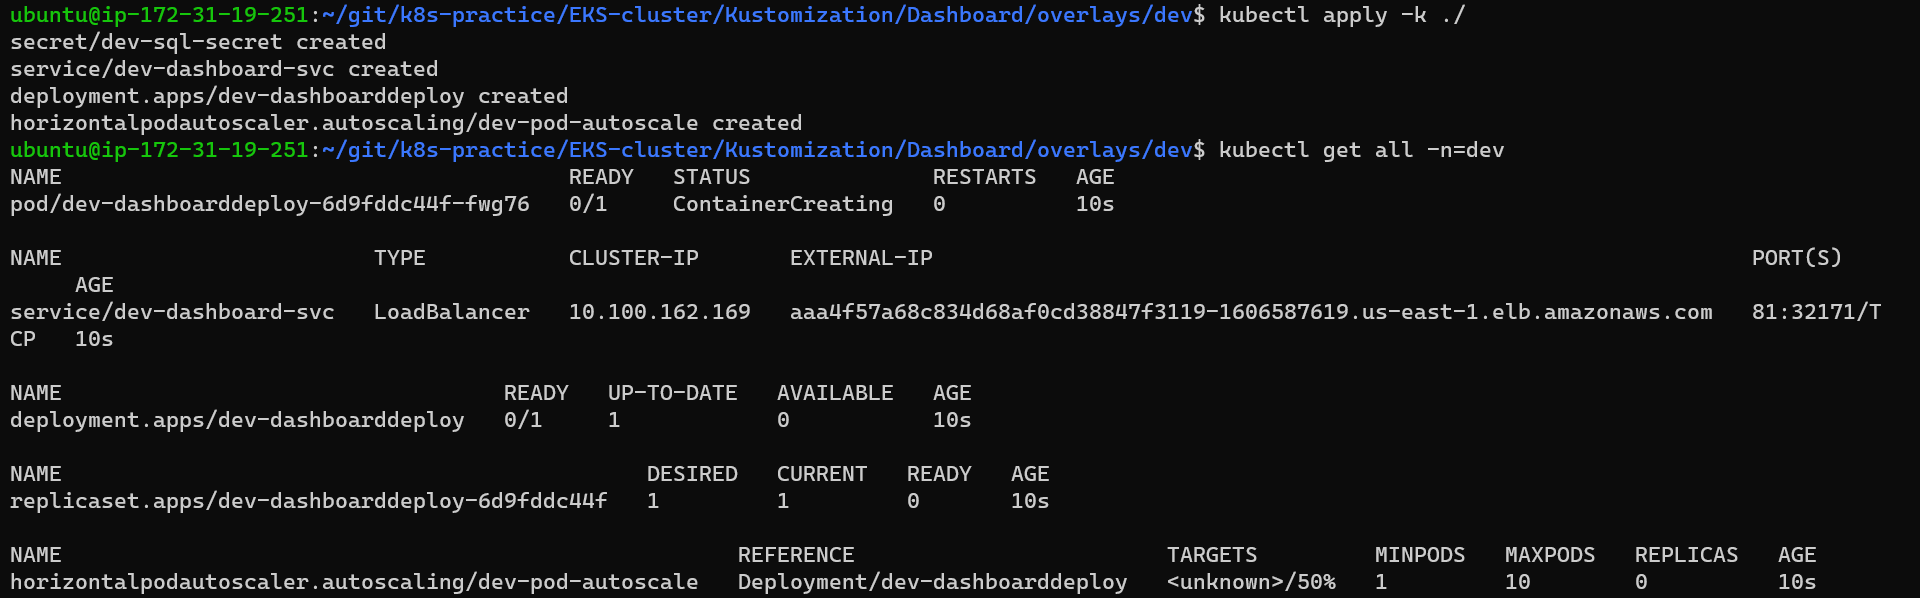 ubuntu@ip-172-31-19-251:~/git/k8s-practice/EKS-cluster/Kustomization/Dashboard/overlays/dev$ kubectl apply -k ./
secret/dev-sql-secret created
service/dev-dashboard-svc created
deployment.apps/dev-dashboarddeploy created
horizontalpodautoscaler.autoscaling/dev-pod-autoscale created
ubuntu@ip-172-31-19-251:~/git/k8s-practice/EKS-cluster/Kustomization/Dashboard/overlays/dev$ kubectl get all -n=dev
NAME                                       READY   STATUS              RESTARTS   AGE
pod/dev-dashboarddeploy-6d9fddc44f-fwg76   0/1     ContainerCreating   0          10s

NAME                        TYPE           CLUSTER-IP       EXTERNAL-IP                                                               PORT(S)
     AGE
service/dev-dashboard-svc   LoadBalancer   10.100.162.169   aaa4f57a68c834d68af0cd38847f3119-1606587619.us-east-1.elb.amazonaws.com   81:32171/T
CP   10s

NAME                                  READY   UP-TO-DATE   AVAILABLE   AGE
deployment.apps/dev-dashboarddeploy   0/1     1            0           10s

NAME                                             DESIRED   CURRENT   READY   AGE
replicaset.apps/dev-dashboarddeploy-6d9fddc44f   1         1         0       10s

NAME                                                    REFERENCE                        TARGETS         MINPODS   MAXPODS   REPLICAS   AGE
horizontalpodautoscaler.autoscaling/dev-pod-autoscale   Deployment/dev-dashboarddeploy   <unknown>/50%   1         10        0          10s